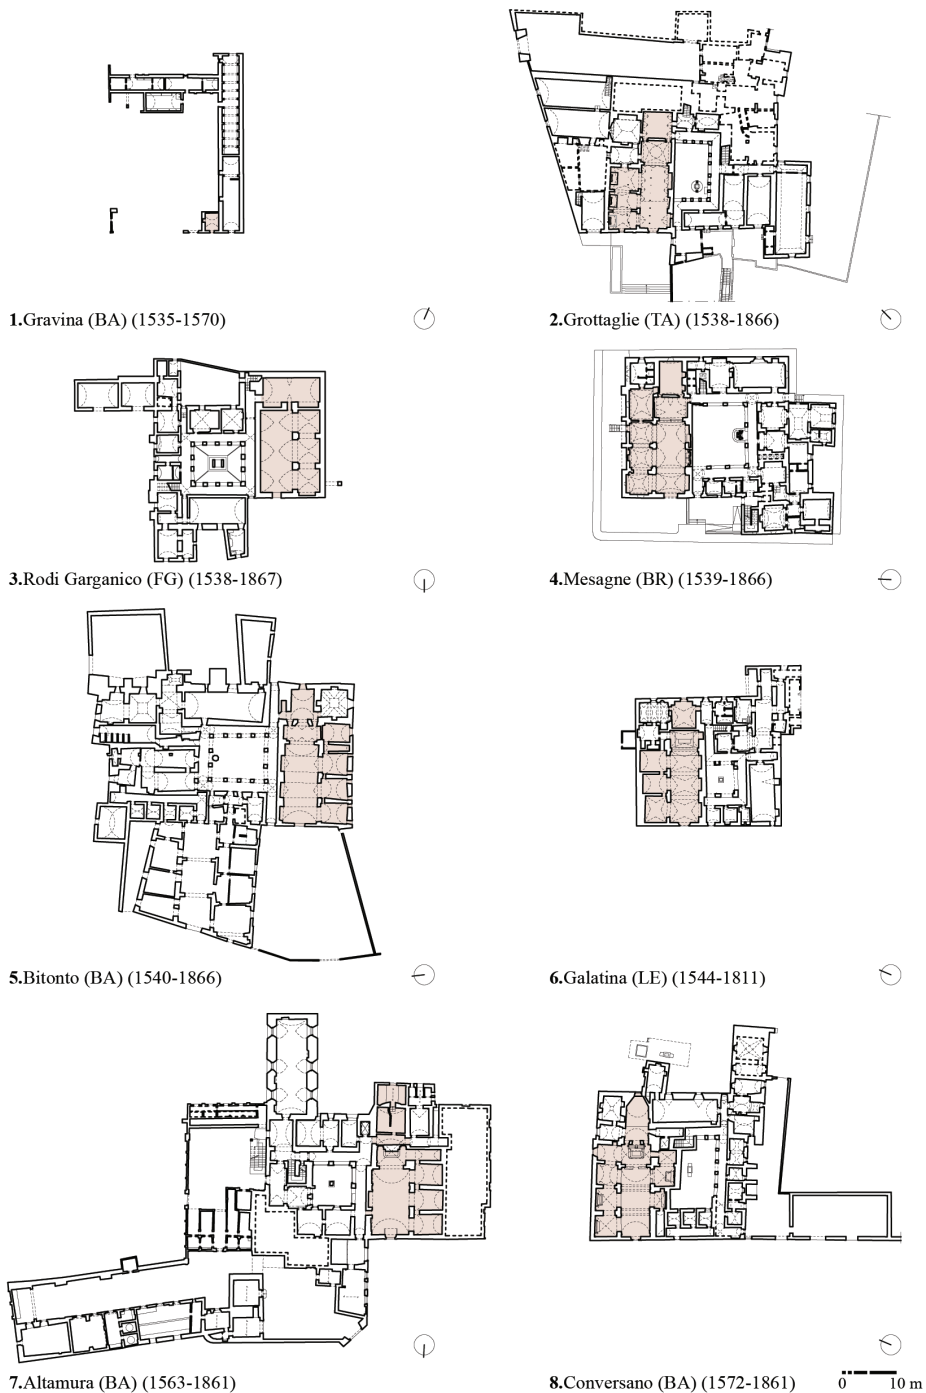 1.Gravina (BA) (1535-1570)
2.Grottaglie (TA) (1538-1866)
3.Rodi Garganico (FG) (1538-1867)
4.Mesagne (BR) (1539-1866)
5.Bitonto (BA) (1540-1866)
6.Galatina (LE) (1544-1811)
7.Altamura (BA) (1563-1861)
8.Conversano (BA) (1572-1861)
0 10 m